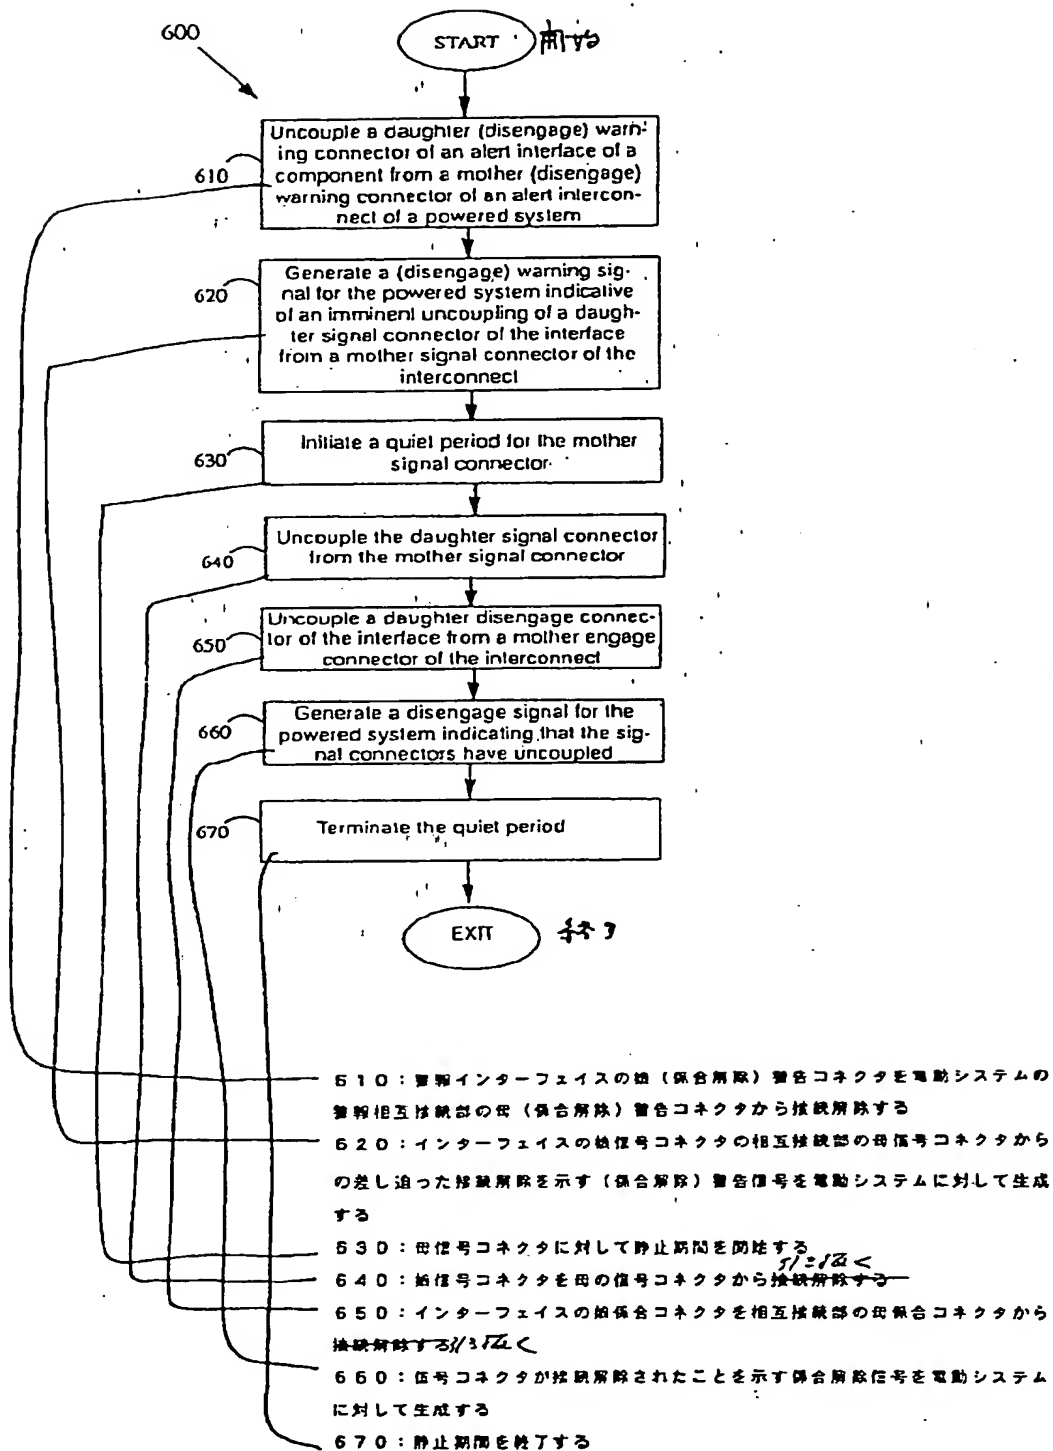 600
START 開始
610
Uncouple a daughter (disengage) warn-
ing connector of an alert interface of a
component from a mother (disengage)
warning connector of an alert intercon-
nect of a powered system
620
Generate a (disengage) warning sig-
nal for the powered system indicative
of an imminent uncoupling of a daugh-
ter signal connector of the interface
from a mother signal connector of the
interconnect
630
Initiate a quiet period for the mother
signal connector
640
Uncouple the daughter signal connector
from the mother signal connector
650
Uncouple a daughter disengage connec-
tor of the interface from a mother engage
connector of the interconnect
660
Generate a disengage signal for the
powered system indicating that the sig-
nal connectors have uncoupled
670
Terminate the quiet period
EXIT 終了
610：警報インターフェイスの娘（係合解除）警告コネクタを電動システムの
警報相互接続部の母（係合解除）警告コネクタから接続解除する
620：インターフェイスの娘信号コネクタの相互接続部の母信号コネクタから
の差し迫った接続解除を示す（係合解除）警告信号を電動システムに対して生成
する
630：母信号コネクタに対して静止期間を開始する
640：娘信号コネクタを母の信号コネクタから接続解除する
650：インターフェイスの娘係合コネクタを相互接続部の母係合コネクタから
接続解除する
660：信号コネクタが接続解除されたことを示す係合解除信号を電動システム
に対して生成する
670：静止期間を終了する